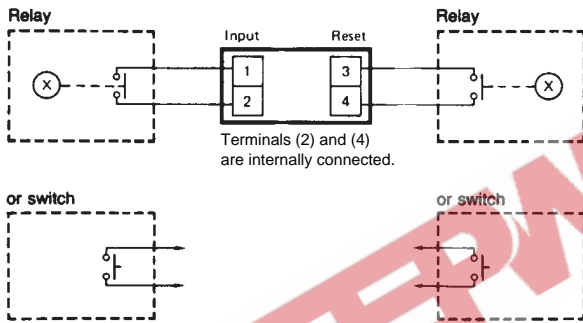 Relay
Relay
Input
Reset
X
1
3
X
2
4
Terminals (2) and (4)
are internally connected.
or switch
or switch